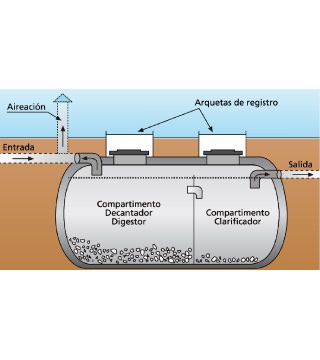 Aireación
Arquetas de registro
Entrada
Salida
Compartimento
Decantador
Digestor
Compartimento
Clarificador